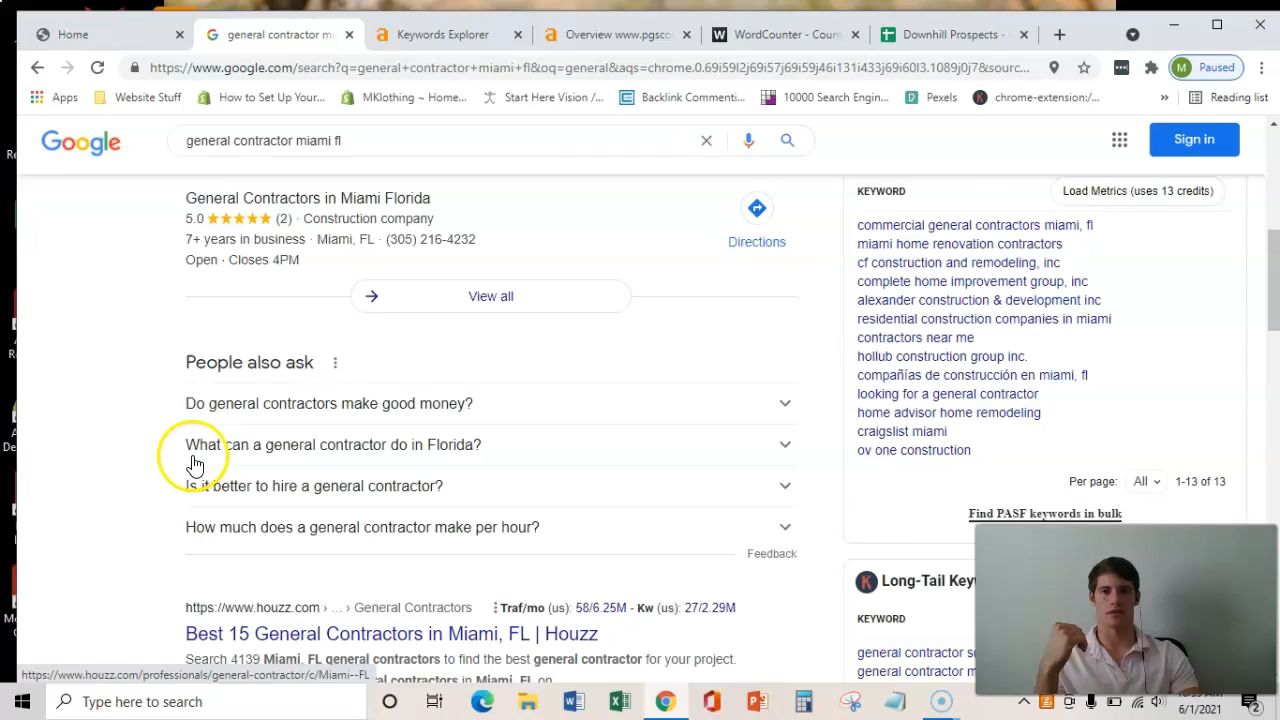 Home
general contractor mi
Keywords Explorer
Overview www.pgsco
WordCounter - Coun
Downhill Prospects -
https://www.google.com/search?q=general+contractor+miami+fl&oq=general&aqs=chrome.0.69i59l2j69i57j69i59j46i131i433j69i60l3.1089j0j7&sourc...
M Paused
Apps
Website Stuff
How to Set Up Your...
MKlothing ~ Home...
Start Here Vision /...
Backlink Commenti...
10000 Search Engin...
Pexels
chrome-extension:/...
»
Reading list
Google
general contractor miami fl
Sign in
General Contractors in Miami Florida
5.0 (2) · Construction company
7+ years in business · Miami, FL · (305) 216-4232
Open · Closes 4PM
Directions
View all
People also ask
Do general contractors make good money?
What can a general contractor do in Florida?
Is it better to hire a general contractor?
How much does a general contractor make per hour?
Feedback
https://www.houzz.com › ... › General Contractors
Traf/mo (us): 58/6.25M - Kw (us): 27/2.29M
Best 15 General Contractors in Miami, FL | Houzz
Search 4139 Miami, FL general contractors to find the best general contractor for your project.
KEYWORD
Load Metrics (uses 13 credits)
commercial general contractors miami, fl
miami home renovation contractors
cf construction and remodeling, inc
complete home improvement group, inc
alexander construction & development inc
residential construction companies in miami
contractors near me
hollub construction group inc.
compañías de construcción en miami, fl
looking for a general contractor
home advisor home remodeling
craigslist miami
ov one construction
Per page: All 1-13 of 13
Find PASF keywords in bulk
K Long-Tail Key
KEYWORD
general contractor
general contractor m
https://www.houzz.com/professionals/general-contractor/c/Miami--FL
Type here to search
6/1/2021
2